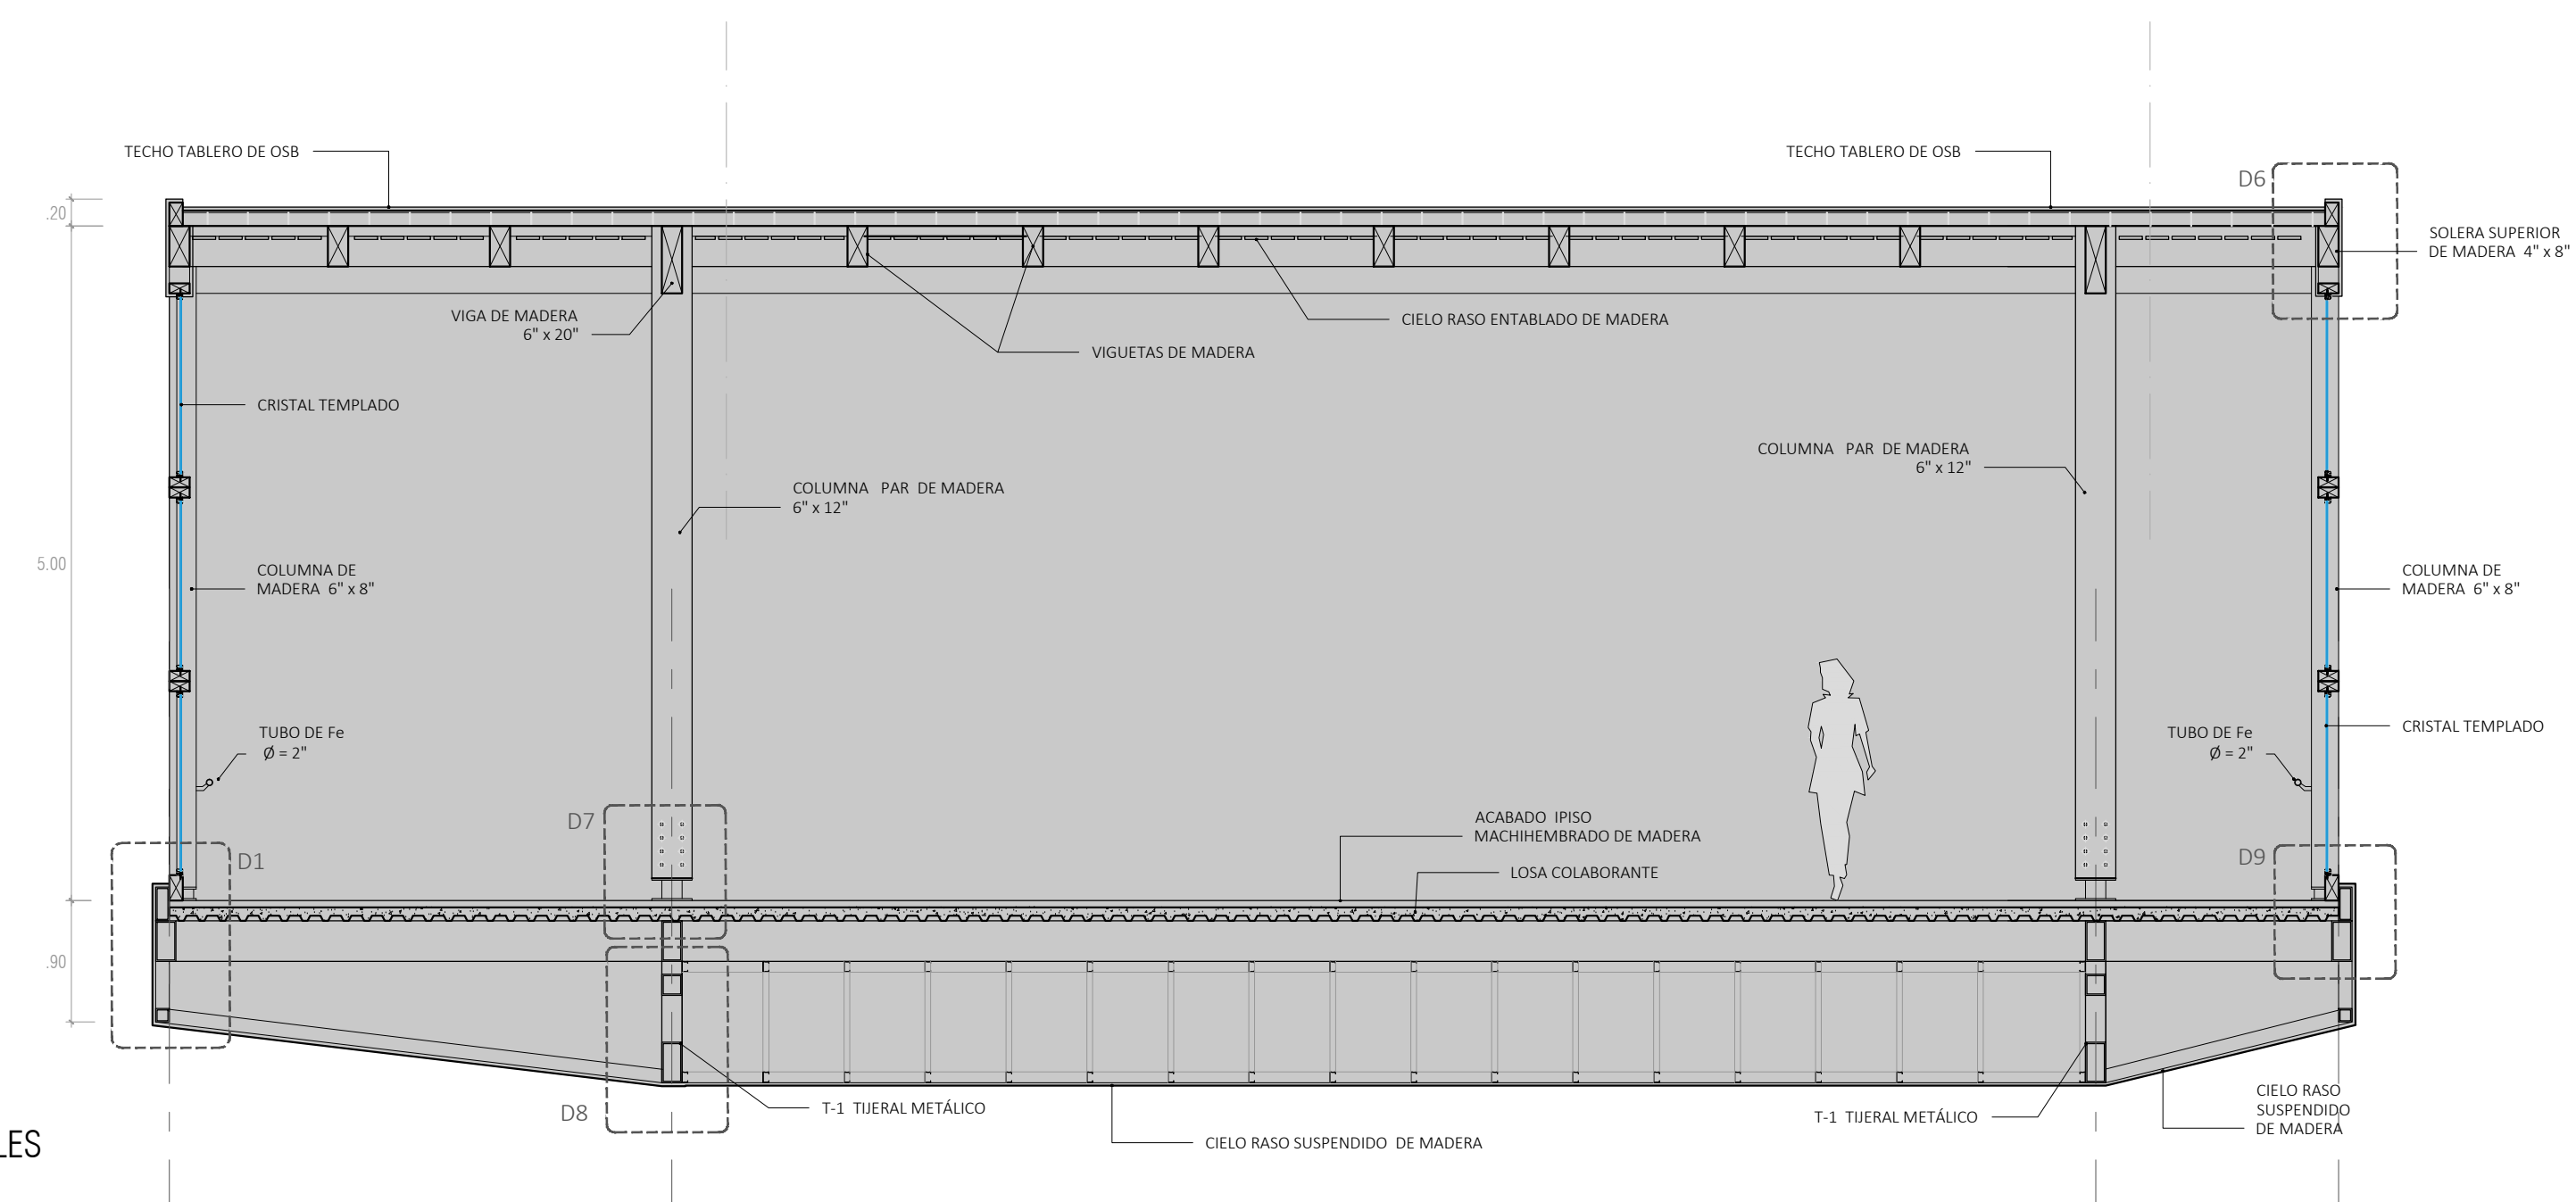 TECHO TABLERO DE OSB
TECHO TABLERO DE OSB
D6
.20
SOLERA SUPERIOR
DE MADERA 4" x 8"
VIGA DE MADERA
6" x 20"
CIELO RASO ENTABLADO DE MADERA
VIGUETAS DE MADERA
CRISTAL TEMPLADO
COLUMNA PAR DE MADERA
6" x 12"
COLUMNA PAR DE MADERA
6" x 12"
5.00
COLUMNA DE
MADERA 6" x 8"
COLUMNA DE
MADERA 6" x 8"
TUBO DE Fe
Ø = 2"
TUBO DE Fe
Ø = 2"
CRISTAL TEMPLADO
D7
ACABADO IPISO
MACHIHEMBRADO DE MADERA
D1
D9
LOSA COLABORANTE
.90
D8
T-1 TIJERAL METÁLICO
T-1 TIJERAL METÁLICO
CIELO RASO
SUSPENDIDO
DE MADERA
CIELO RASO SUSPENDIDO DE MADERA
LES